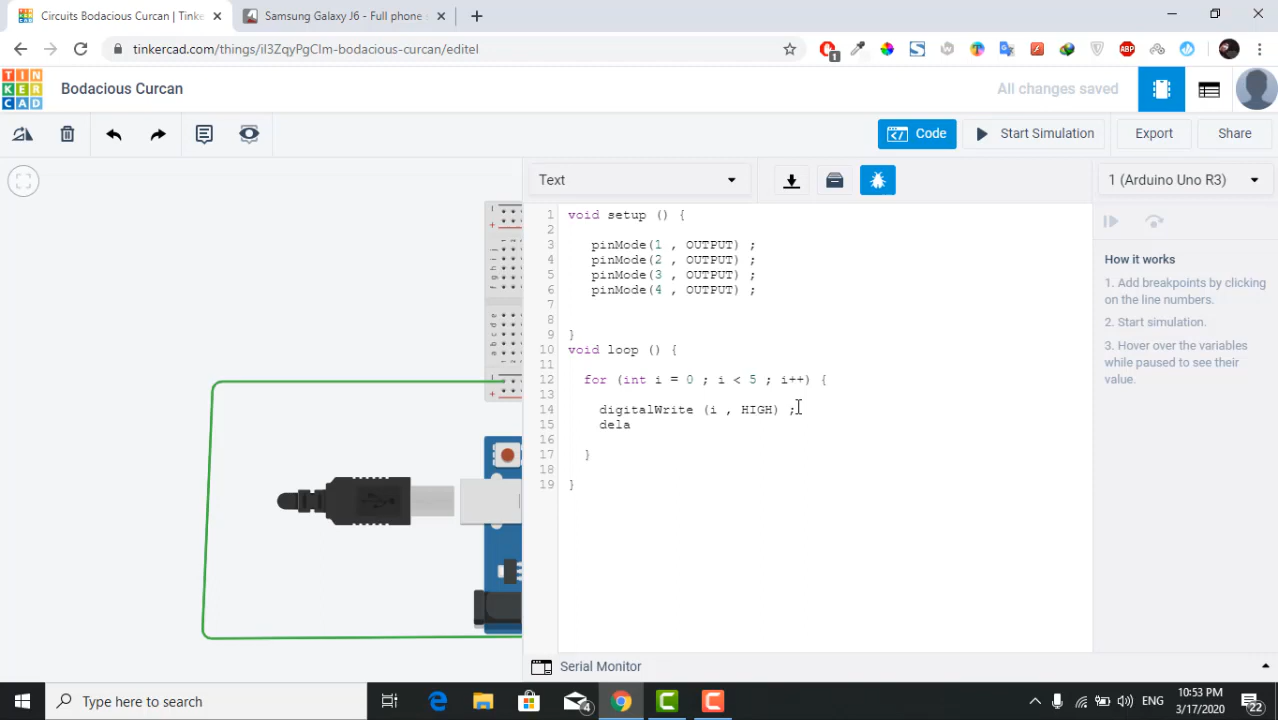 Circuits Bodacious Curcan | Tinker
Samsung Galaxy J6 - Full phone s
tinkercad.com/things/il3ZqyPgClm-bodacious-curcan/editel
1
ABP
TIN
KER
CAD
Bodacious Curcan
All changes saved
Code
Start Simulation
Export
Share
Text
1 (Arduino Uno R3)
1 void setup () {
2
3 pinMode(1 , OUTPUT) ;
4 pinMode(2 , OUTPUT) ;
5 pinMode(3 , OUTPUT) ;
6 pinMode(4 , OUTPUT) ;
7
8
9 }
10 void loop () {
11
12 for (int i = 0 ; i < 5 ; i++) {
13
14 digitalWrite (i , HIGH) ;
15 dela
16
17 }
18
19 }
How it works
1. Add breakpoints by clicking
on the line numbers.
2. Start simulation.
3. Hover over the variables
while paused to see their
value.
Serial Monitor
Type here to search
4
ENG
10:53 PM
3/17/2020
22